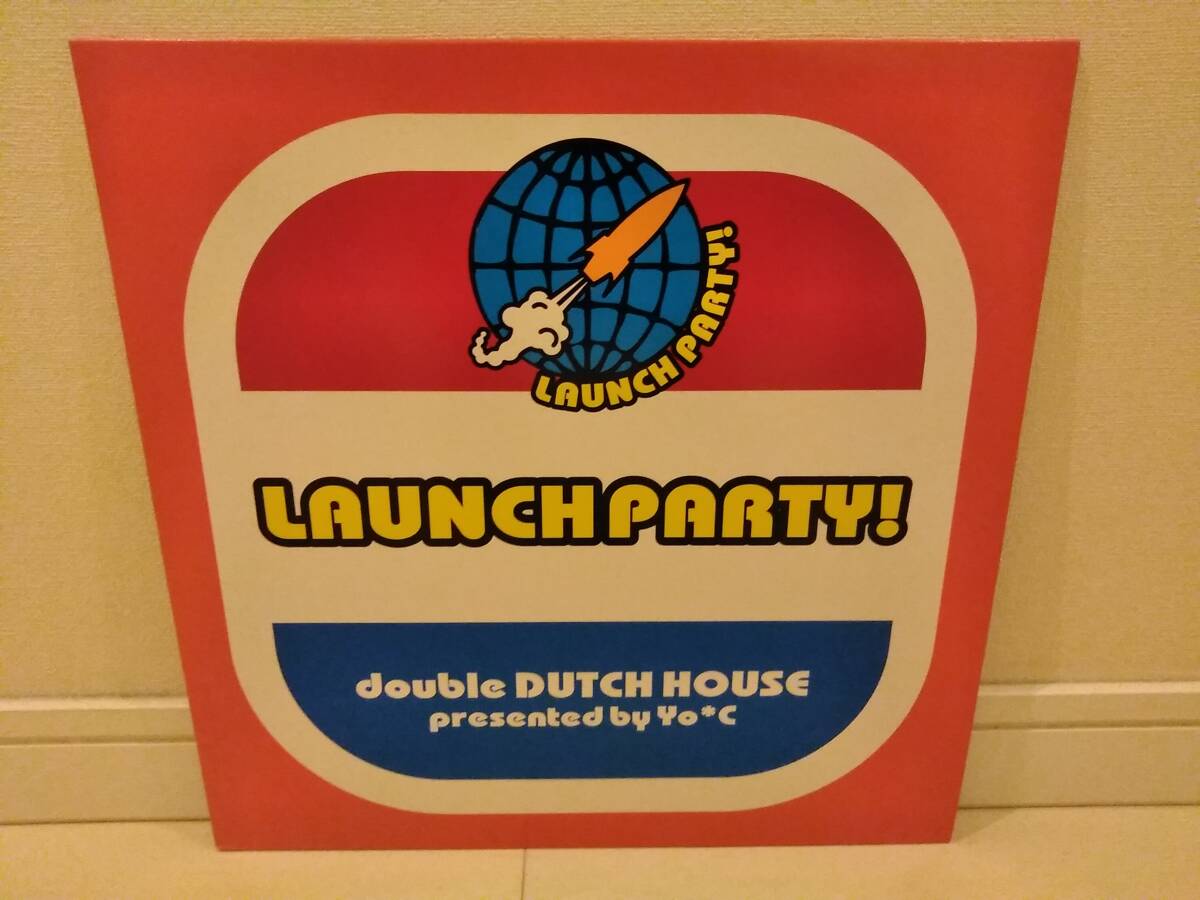 LAUNCH PARTY!
LAUNCH PARTY!
double DUTCH HOUSE
presented by Yo*C